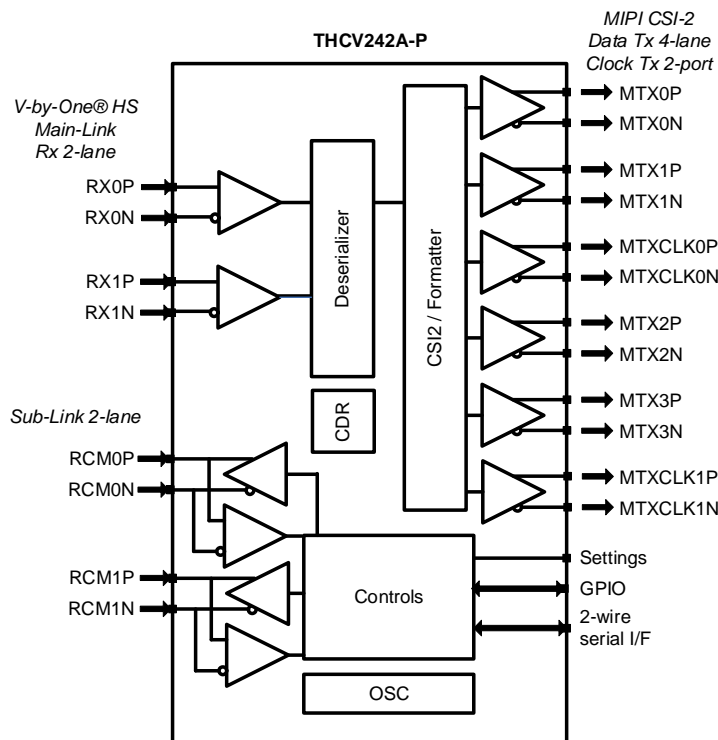 MIPI CSI-2
Data Tx 4-lane
Clock Tx 2-port
THCV242A-P
V-by-One® HS
Main-Link
Rx 2-lane
RX0P
RX0N
RX1P
RX1N
Deserializer
CDR
CSI2 / Formatter
MTX0P
MTX0N
MTX1P
MTX1N
MTXCLK0P
MTXCLK0N
MTX2P
MTX2N
MTX3P
MTX3N
MTXCLK1P
MTXCLK1N
Sub-Link 2-lane
RCM0P
RCM0N
RCM1P
RCM1N
Controls
OSC
Settings
GPIO
2-wire
serial I/F